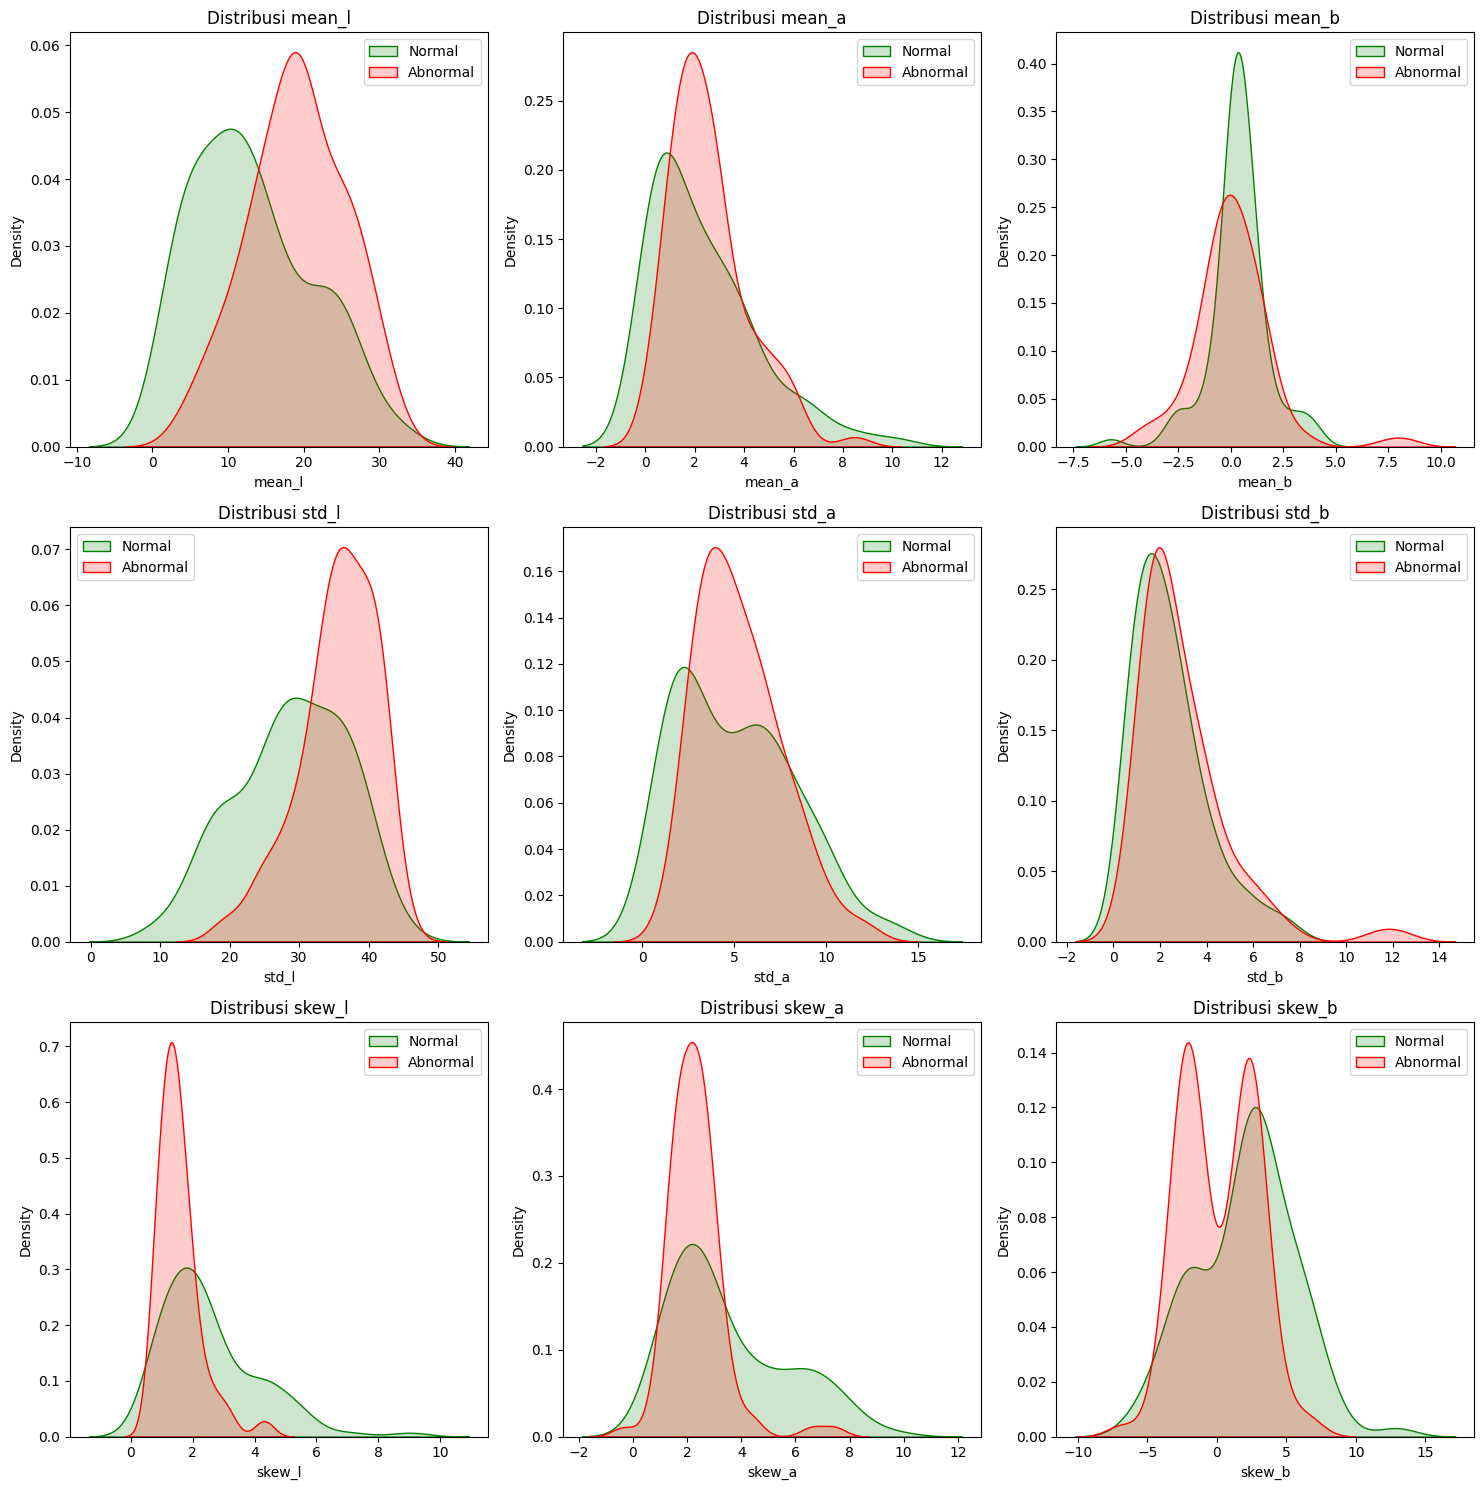 Distribusi mean_l
Normal
Abnormal
Density
0.06
0.05
0.04
0.03
0.02
0.01
0.00
−10 0 10 20 30 40
mean_l
Distribusi mean_a
Normal
Abnormal
Density
0.25
0.20
0.15
0.10
0.05
0.00
−2 0 2 4 6 8 10 12
mean_a
Distribusi mean_b
Normal
Abnormal
Density
0.40
0.35
0.30
0.25
0.20
0.15
0.10
0.05
0.00
−7.5 −5.0 −2.5 0.0 2.5 5.0 7.5 10.0
mean_b
Distribusi std_l
Normal
Abnormal
Density
0.07
0.06
0.05
0.04
0.03
0.02
0.01
0.00
0 10 20 30 40 50
std_l
Distribusi std_a
Normal
Abnormal
Density
0.16
0.14
0.12
0.10
0.08
0.06
0.04
0.02
0.00
0 5 10 15
std_a
Distribusi std_b
Normal
Abnormal
Density
0.25
0.20
0.15
0.10
0.05
0.00
−2 0 2 4 6 8 10 12 14
std_b
Distribusi skew_l
Normal
Abnormal
Density
0.7
0.6
0.5
0.4
0.3
0.2
0.1
0.0
0 2 4 6 8 10
skew_l
Distribusi skew_a
Normal
Abnormal
Density
0.4
0.3
0.2
0.1
0.0
−2 0 2 4 6 8 10 12
skew_a
Distribusi skew_b
Normal
Abnormal
Density
0.14
0.12
0.10
0.08
0.06
0.04
0.02
0.00
−10 −5 0 5 10 15
skew_b